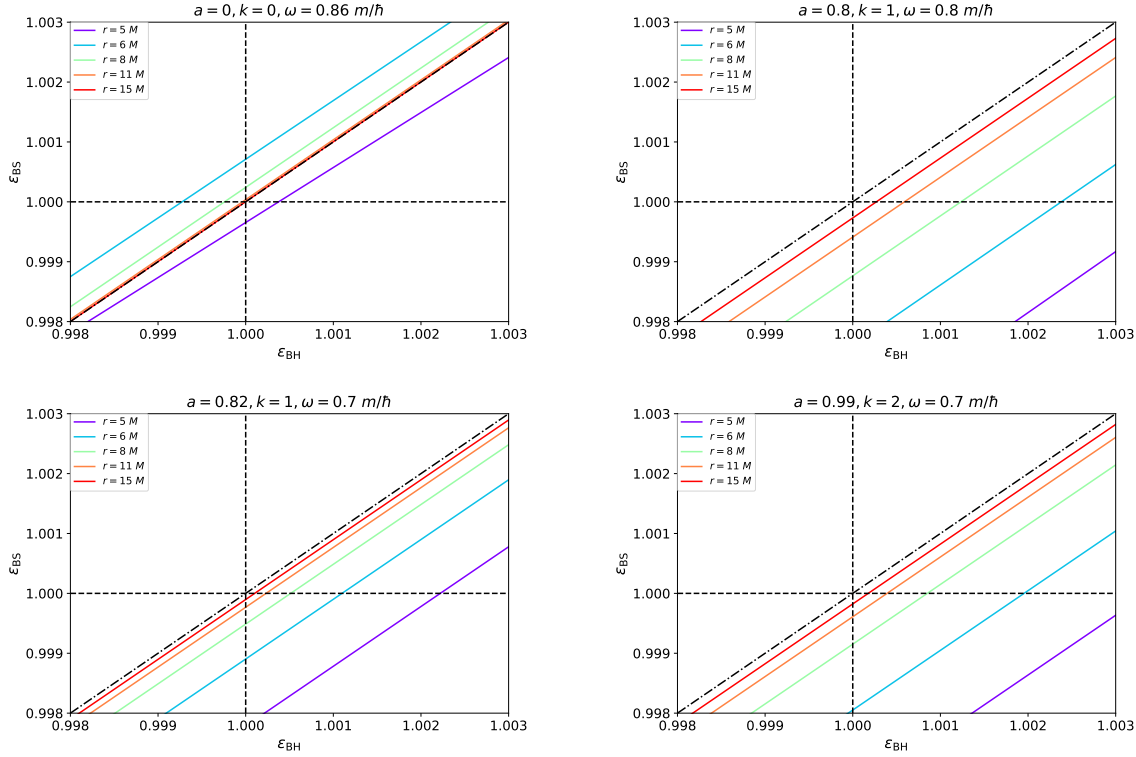 a = 0, k = 0, ω = 0.86 m/ħ
1.003
1.002
1.001
1.000
0.999
0.998
ε_BS
r = 5 M
r = 6 M
r = 8 M
r = 11 M
r = 15 M
0.998 0.999 1.000 1.001 1.002 1.003
ε_BH
a = 0.8, k = 1, ω = 0.8 m/ħ
1.003
1.002
1.001
1.000
0.999
0.998
ε_BS
r = 5 M
r = 6 M
r = 8 M
r = 11 M
r = 15 M
0.998 0.999 1.000 1.001 1.002 1.003
ε_BH
a = 0.82, k = 1, ω = 0.7 m/ħ
1.003
1.002
1.001
1.000
0.999
0.998
ε_BS
r = 5 M
r = 6 M
r = 8 M
r = 11 M
r = 15 M
0.998 0.999 1.000 1.001 1.002 1.003
ε_BH
a = 0.99, k = 2, ω = 0.7 m/ħ
1.003
1.002
1.001
1.000
0.999
0.998
ε_BS
r = 5 M
r = 6 M
r = 8 M
r = 11 M
r = 15 M
0.998 0.999 1.000 1.001 1.002 1.003
ε_BH